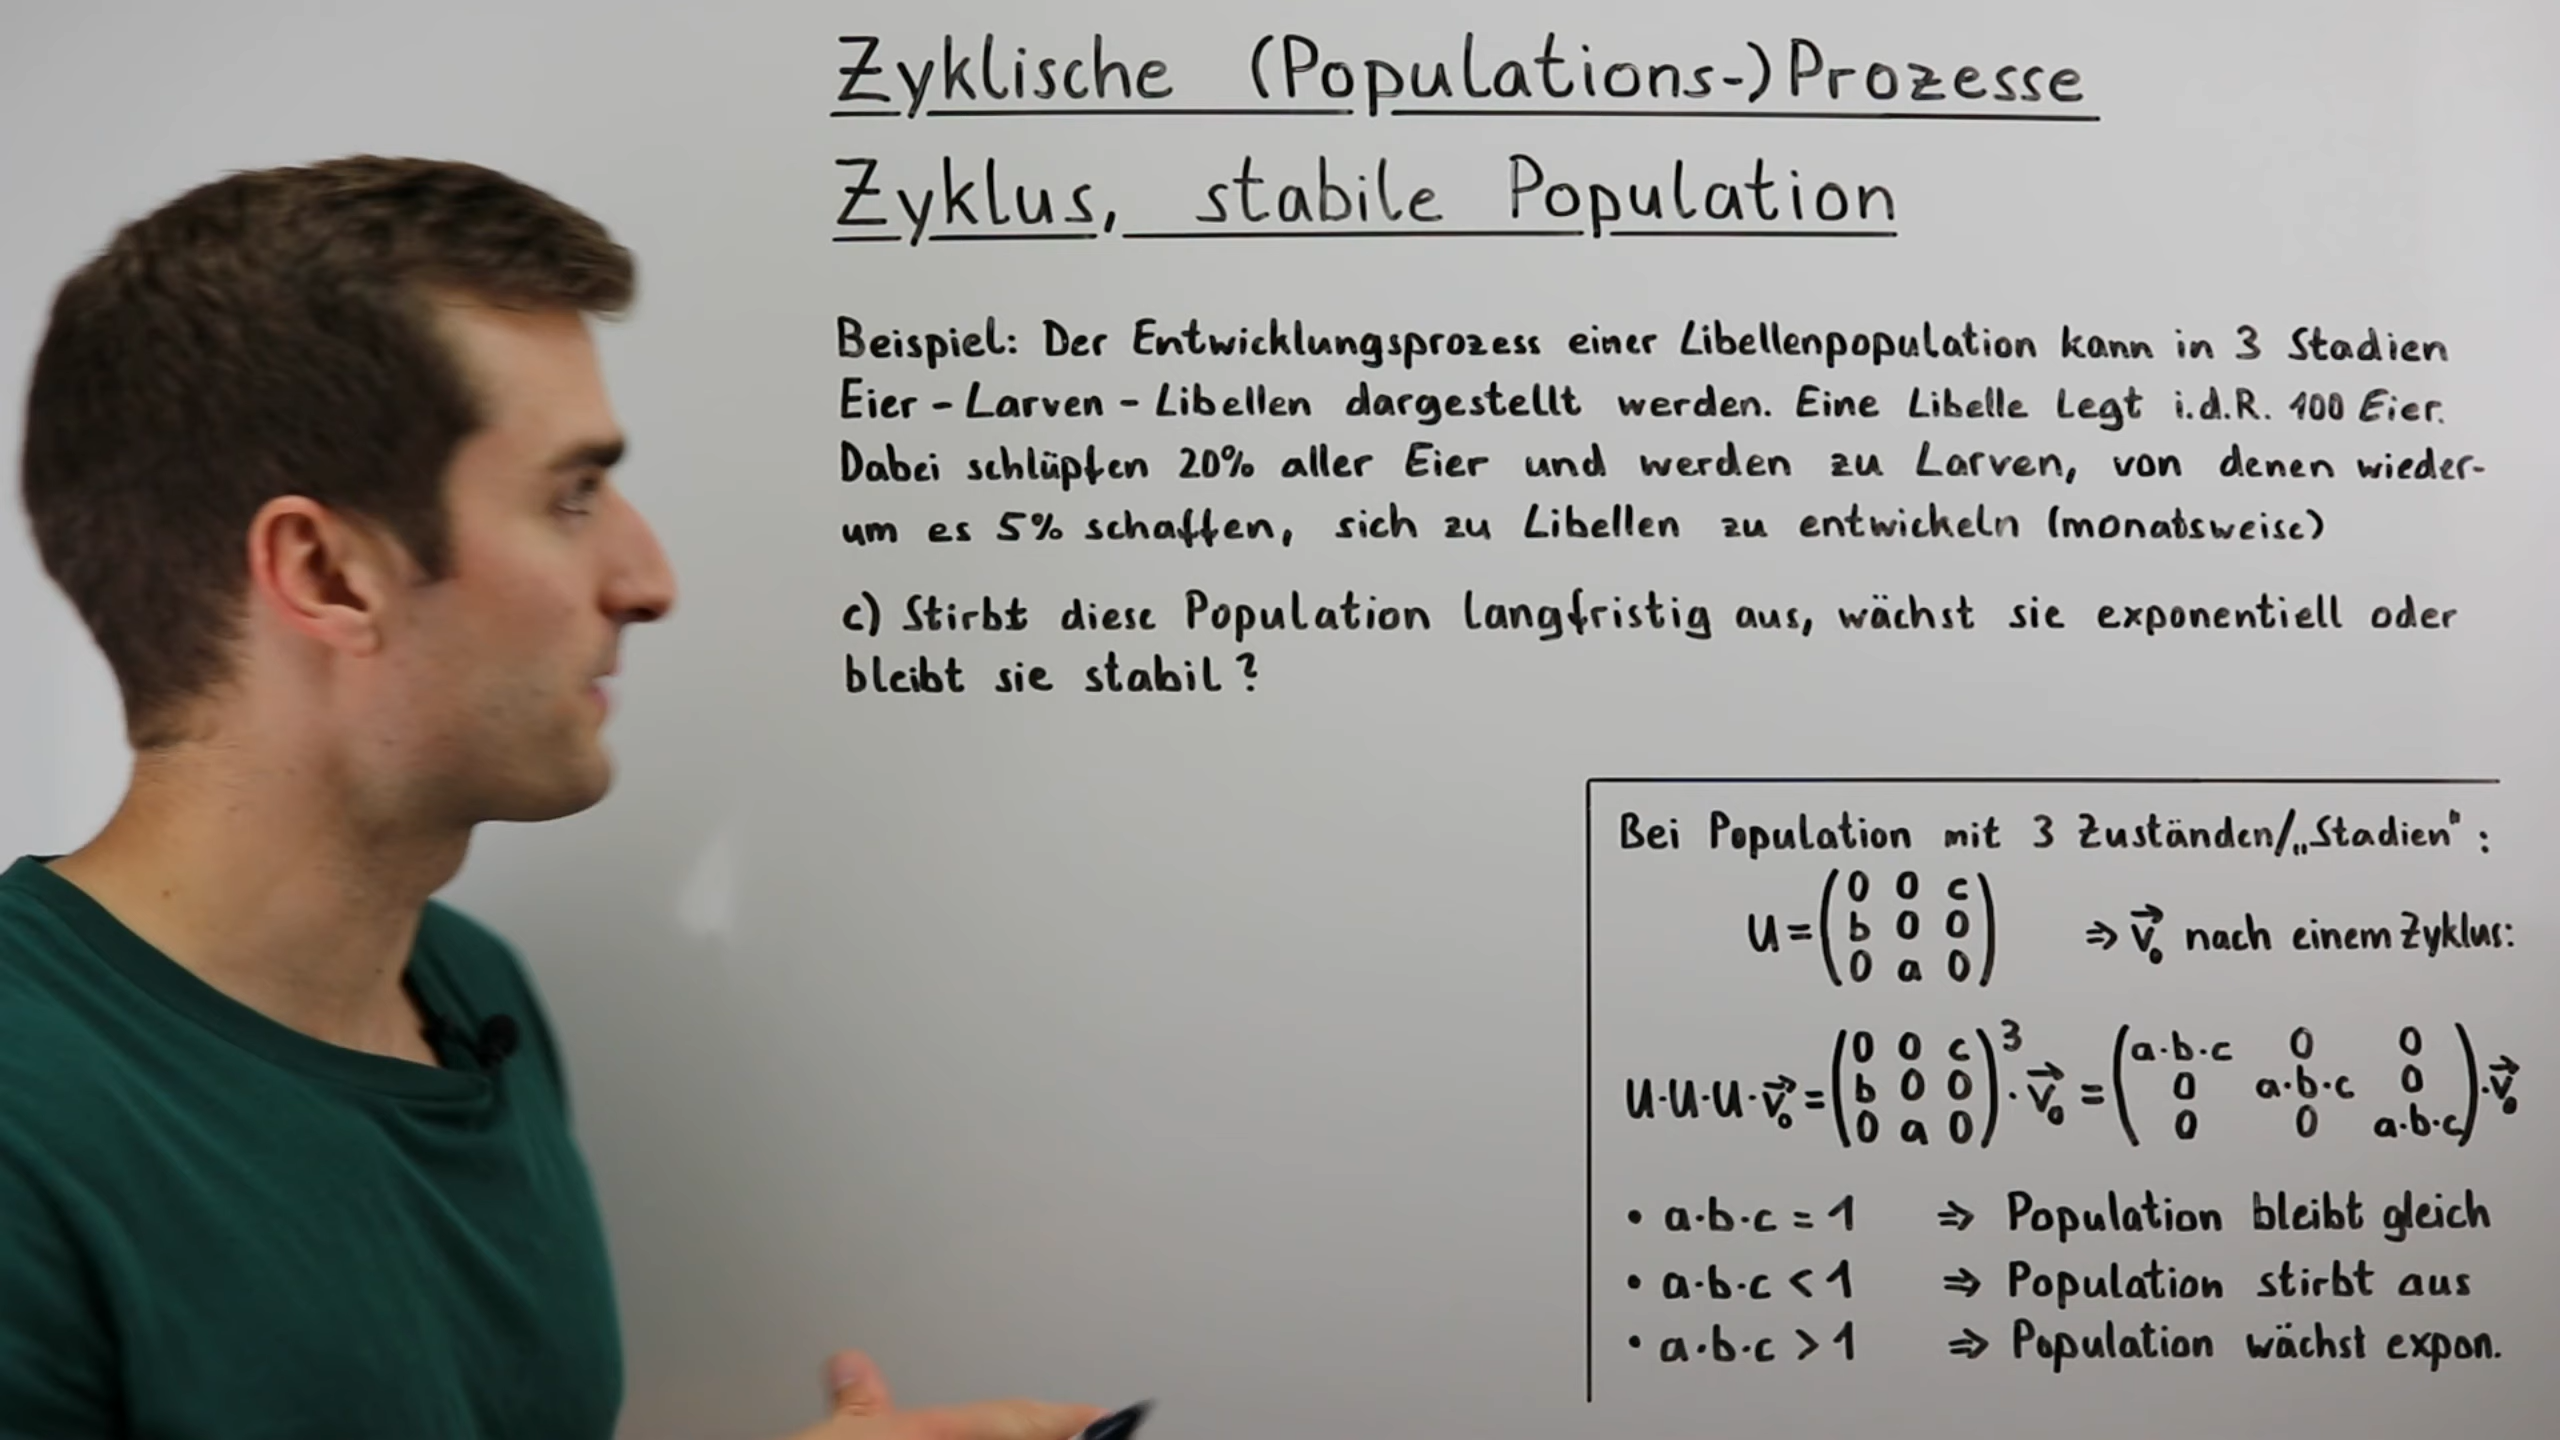 Zyklische (Populations-)Prozesse
Zyklus, stabile Population
Beispiel: Der Entwicklungsprozess einer Libellenpopulation kann in 3 Stadien
Eier - Larven - Libellen dargestellt werden. Eine Libelle legt i.d.R. 100 Eier.
Dabei schlüpfen 20% aller Eier und werden zu Larven, von denen wieder-
um es 5% schaffen, sich zu Libellen zu entwickeln (monatsweise)
c) Stirbt diese Population langfristig aus, wächst sie exponentiell oder
bleibt sie stabil?
Bei Population mit 3 Zuständen/„Stadien":
U = (0 0 c
b 0 0
0 a 0) ⇒ v⃗₀ nach einem Zyklus:
U·U·U·v⃗₀ = (0 0 c
b 0 0
0 a 0)³ · v⃗₀ = (a·b·c 0 0
0 a·b·c 0
0 0 a·b·c) · v⃗₀
• a·b·c = 1 ⇒ Population bleibt gleich
• a·b·c < 1 ⇒ Population stirbt aus
• a·b·c > 1 ⇒ Population wächst expon.